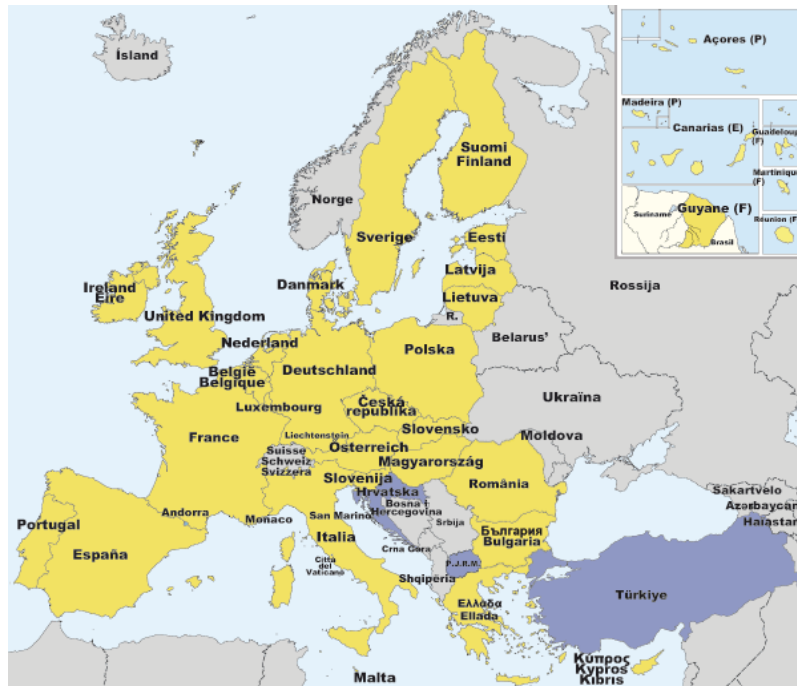 Ísland
Açores (P)
Madeira (P)
Canarias (E)
Guadeloupe
(F)
Martinique
(F)
Guyane (F)
Suriname
Brasil
Réunion (F)
Suomi
Finland
Norge
Sverige
Eesti
Latvija
Lietuva
R.
Rossija
Danmark
Ireland
Éire
United Kingdom
Nederland
België
Belgique
Deutschland
Polska
Belarus'
Luxembourg
Česká
republika
Ukraïna
Slovensko
Moldova
France
Liechtenstein
Österreich
Suisse
Schweiz
Svizzera
Magyarország
Slovenija
România
Hrvatska
Bosna i
Hercegovina
Srbija
Andorra
Monaco
San Marino
Portugal
España
Italia
Crna Gora
България
Bulgaria
Sakartvelo
Azerbaycan
Haïastan
Città
del
Vaticano
Shqipëria
P.J.R.M.
Türkiye
Ελλάδα
Ellada
Κύπρος
Kypros
Kıbrıs
Malta